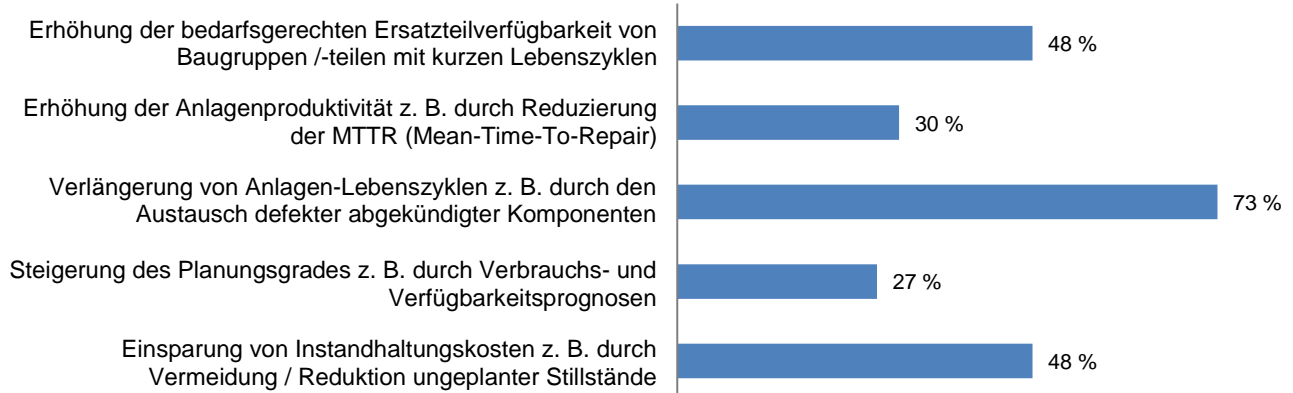 Erhöhung der bedarfsgerechten Ersatzteilverfügbarkeit von
Baugruppen /-teilen mit kurzen Lebenszyklen
48 %
Erhöhung der Anlagenproduktivität z. B. durch Reduzierung
der MTTR (Mean-Time-To-Repair)
30 %
Verlängerung von Anlagen-Lebenszyklen z. B. durch den
Austausch defekter abgekündigter Komponenten
73 %
Steigerung des Planungsgrades z. B. durch Verbrauchs- und
Verfügbarkeitsprognosen
27 %
Einsparung von Instandhaltungskosten z. B. durch
Vermeidung / Reduktion ungeplanter Stillstände
48 %